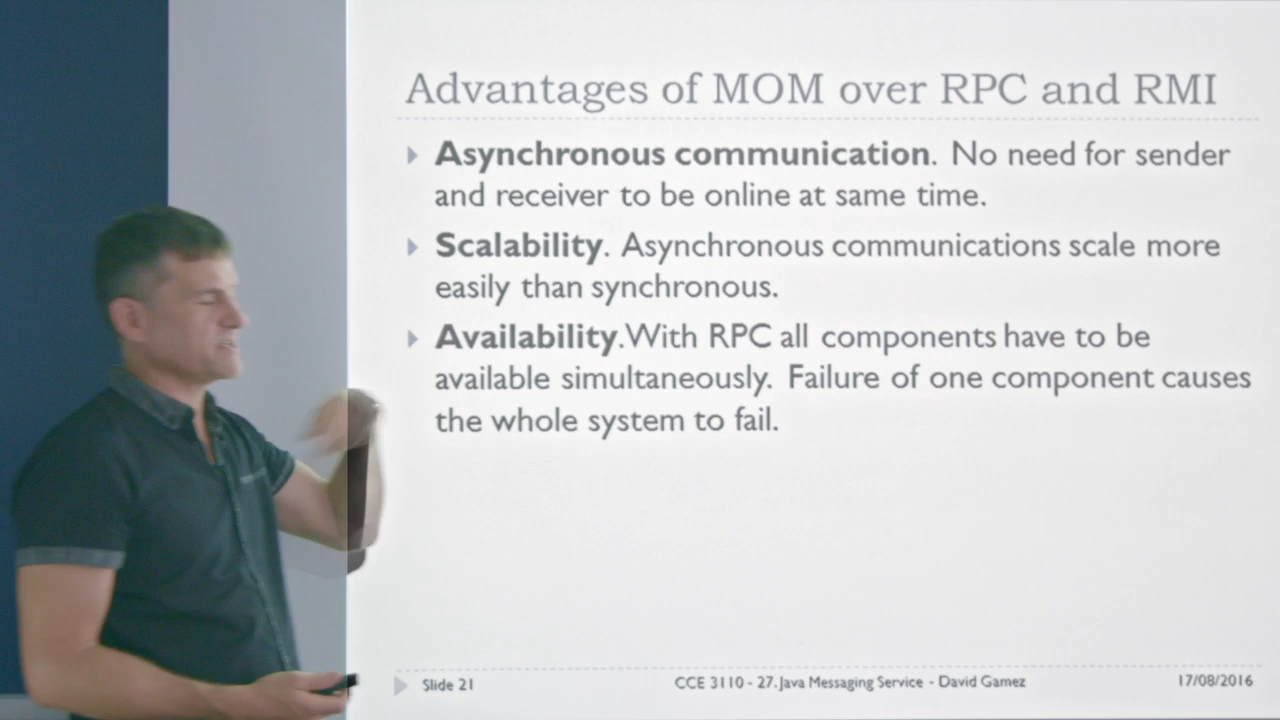 Advantages of MOM over RPC and RMI
Asynchronous communication. No need for sender
and receiver to be online at same time.
Scalability. Asynchronous communications scale more
easily than synchronous.
Availability.With RPC all components have to be
available simultaneously. Failure of one component causes
the whole system to fail.
Slide 21
CCE 3110 - 27. Java Messaging Service - David Gamez
17/08/2016